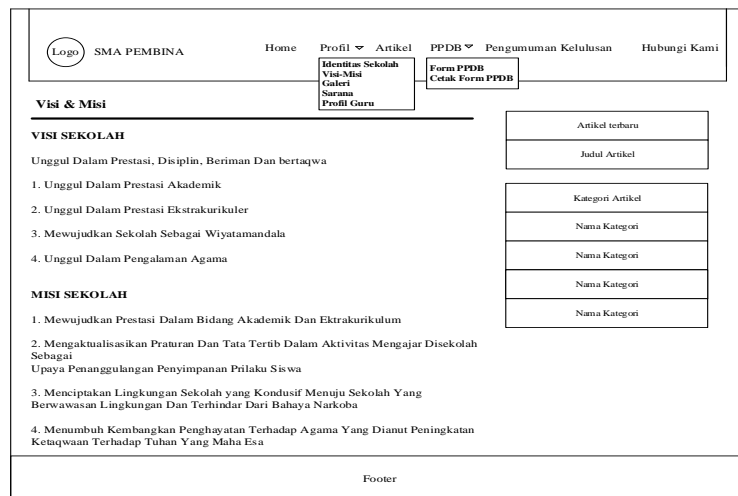 Logo SMA PEMBINA Home Profil Artikel PPDB Pengumuman Kelulusan Hubungi Kami
Identitas Sekolah
Visi-Misi
Galeri
Sarana
Profil Guru
Form PPDB
Cetak Form PPDB
Visi & Misi
VISI SEKOLAH
Unggul Dalam Prestasi, Disiplin, Beriman Dan bertaqwa
1. Unggul Dalam Prestasi Akademik
2. Unggul Dalam Prestasi Ekstrakurikuler
3. Mewujudkan Sekolah Sebagai Wiyatamandala
4. Unggul Dalam Pengalaman Agama
MISI SEKOLAH
1. Mewujudkan Prestasi Dalam Bidang Akademik Dan Ektrakurikulum
2. Mengaktualisasikan Praturan Dan Tata Tertib Dalam Aktivitas Mengajar Disekolah
Sebagai
Upaya Penanggulangan Penyimpanan Prilaku Siswa
3. Menciptakan Lingkungan Sekolah yang Kondusif Menuju Sekolah Yang
Berwawasan Lingkungan Dan Terhindar Dari Bahaya Narkoba
4. Menumbuh Kembangkan Penghayatan Terhadap Agama Yang Dianut Peningkatan
Ketaqwaan Terhadap Tuhan Yang Maha Esa
Artikel terbaru
Judul Artikel
Kategori Artikel
Nama Kategori
Nama Kategori
Nama Kategori
Nama Kategori
Footer